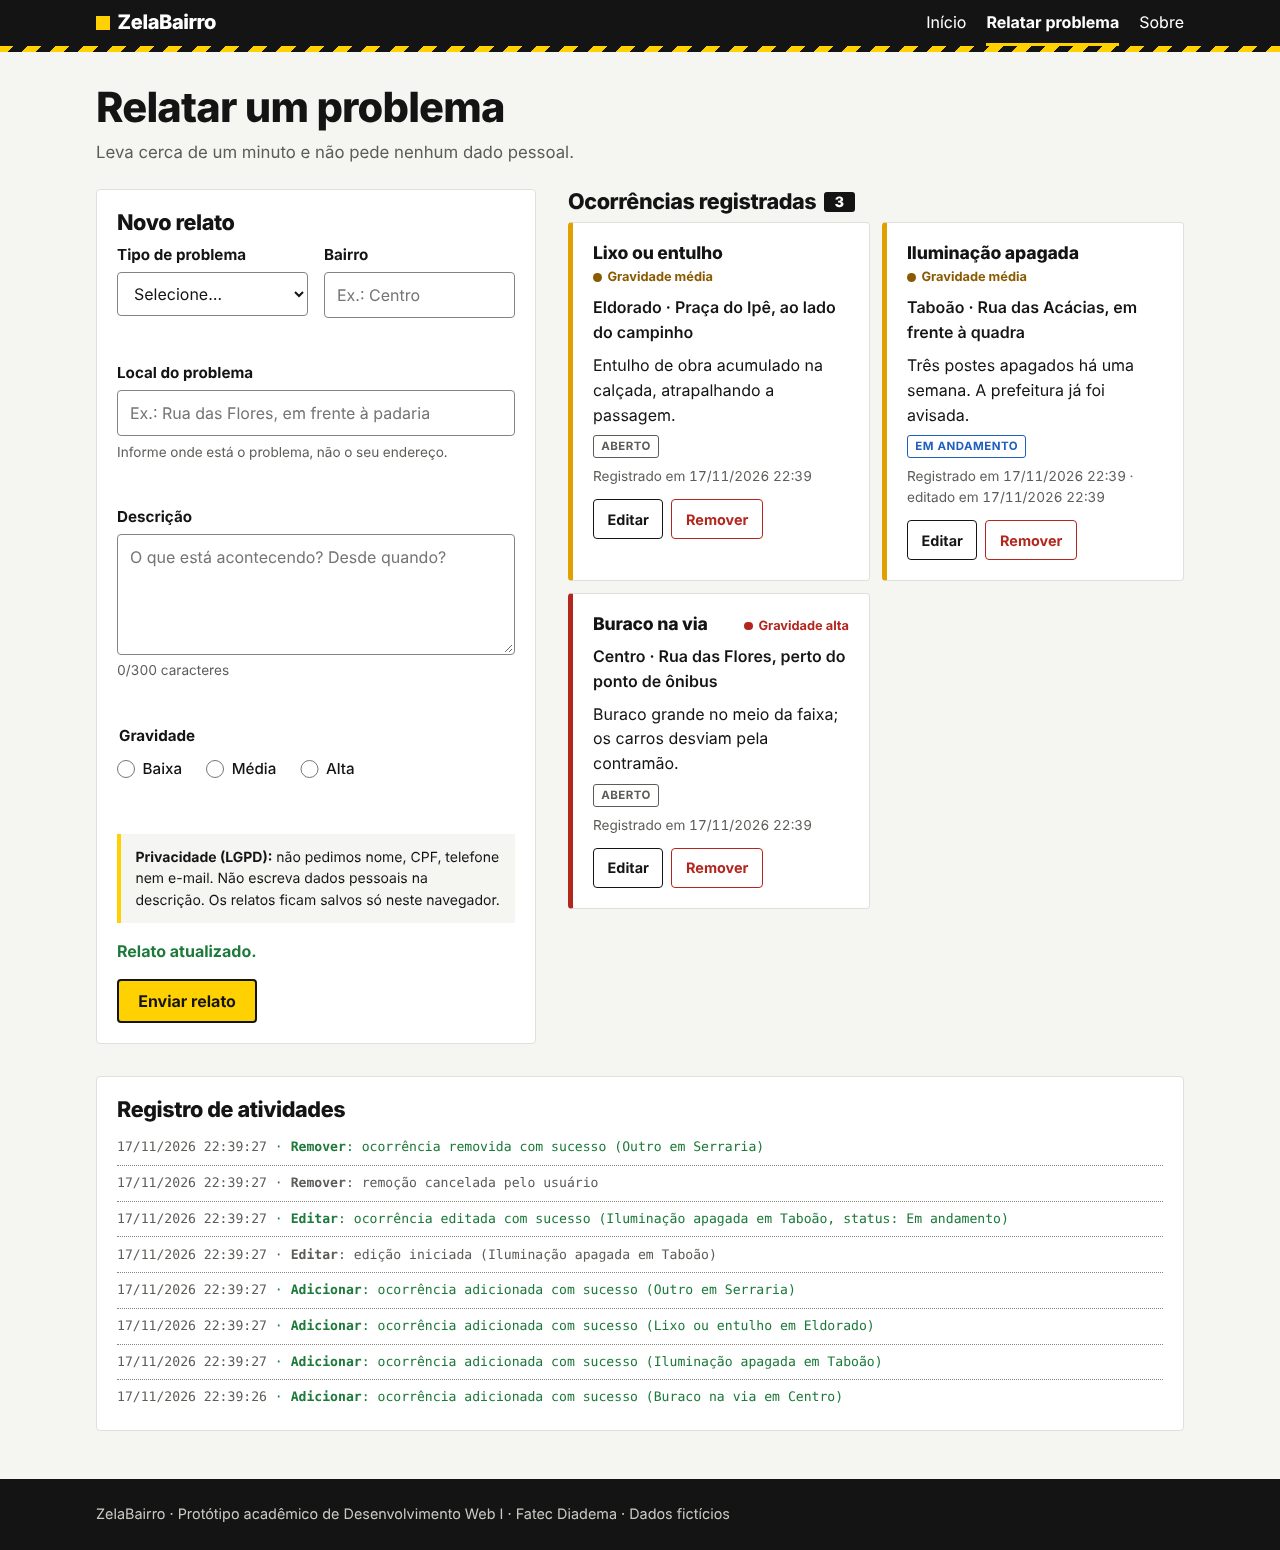 ZelaBairro
Início
Relatar problema
Sobre
Relatar um problema
Leva cerca de um minuto e não pede nenhum dado pessoal.
Novo relato
Tipo de problema
Bairro
Selecione...
Ex.: Centro
Local do problema
Ex.: Rua das Flores, em frente à padaria
Informe onde está o problema, não o seu endereço.
Descrição
O que está acontecendo? Desde quando?
0/300 caracteres
Gravidade
Baixa
Média
Alta
Privacidade (LGPD): não pedimos nome, CPF, telefone
nem e-mail. Não escreva dados pessoais na
descrição. Os relatos ficam salvos só neste navegador.
Relato atualizado.
Enviar relato
Ocorrências registradas 3
Lixo ou entulho
Gravidade média
Eldorado · Praça do Ipê, ao lado
do campinho
Entulho de obra acumulado na
calçada, atrapalhando a
passagem.
ABERTO
Registrado em 17/11/2026 22:39
Editar
Remover
Iluminação apagada
Gravidade média
Taboão · Rua das Acácias, em
frente à quadra
Três postes apagados há uma
semana. A prefeitura já foi
avisada.
EM ANDAMENTO
Registrado em 17/11/2026 22:39 ·
editado em 17/11/2026 22:39
Editar
Remover
Buraco na via
Gravidade alta
Centro · Rua das Flores, perto do
ponto de ônibus
Buraco grande no meio da faixa;
os carros desviam pela
contramão.
ABERTO
Registrado em 17/11/2026 22:39
Editar
Remover
Registro de atividades
17/11/2026 22:39:27 · Remover: ocorrência removida com sucesso (Outro em Serraria)
17/11/2026 22:39:27 · Remover: remoção cancelada pelo usuário
17/11/2026 22:39:27 · Editar: ocorrência editada com sucesso (Iluminação apagada em Taboão, status: Em andamento)
17/11/2026 22:39:27 · Editar: edição iniciada (Iluminação apagada em Taboão)
17/11/2026 22:39:27 · Adicionar: ocorrência adicionada com sucesso (Outro em Serraria)
17/11/2026 22:39:27 · Adicionar: ocorrência adicionada com sucesso (Lixo ou entulho em Eldorado)
17/11/2026 22:39:27 · Adicionar: ocorrência adicionada com sucesso (Iluminação apagada em Taboão)
17/11/2026 22:39:26 · Adicionar: ocorrência adicionada com sucesso (Buraco na via em Centro)
ZelaBairro · Protótipo acadêmico de Desenvolvimento Web I · Fatec Diadema · Dados fictícios